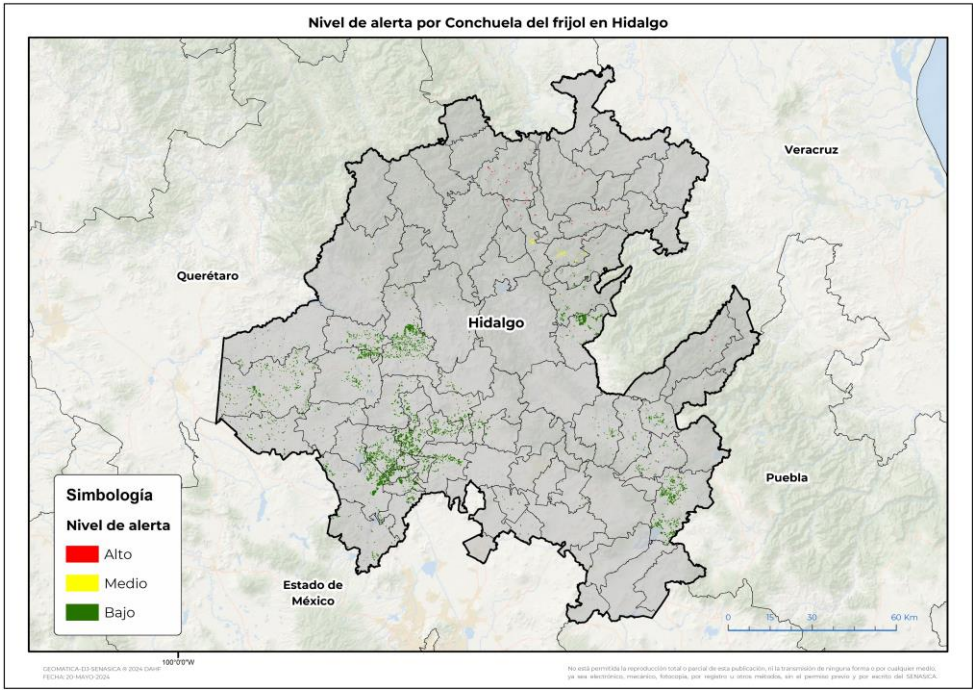 Nivel de alerta por Conchuela del frijol en Hidalgo
Veracruz
Querétaro
Hidalgo
Puebla
Estado de
México
Simbología
Nivel de alerta
Alto
Medio
Bajo
0 15 30 60 Km
100°0'0"W
GEOMATICA-DJ-SENASICA ® 2024 DAHF
FECHA: 20-MAYO-2024
No está permitida la reproducción total o parcial de esta publicación, ni la transmisión de ninguna forma o por cualquier medio,
ya sea electrónico, mecánico, fotocopia, por registro u otros métodos, sin el permiso previo y por escrito del SENASICA.